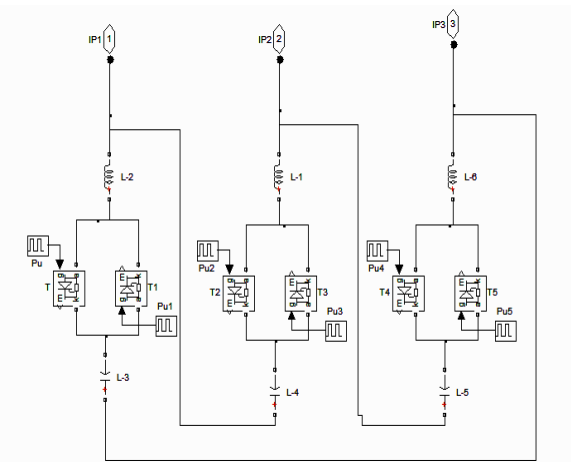 IP1 1
IP2 2
IP3 3
L-2
L-1
L-6
Pu
Pu2
Pu4
g a
m k
T
T1
g a
m k
T2
T3
g a
m k
T4
T5
Pu1
Pu3
Pu5
L-3
L-4
L-5